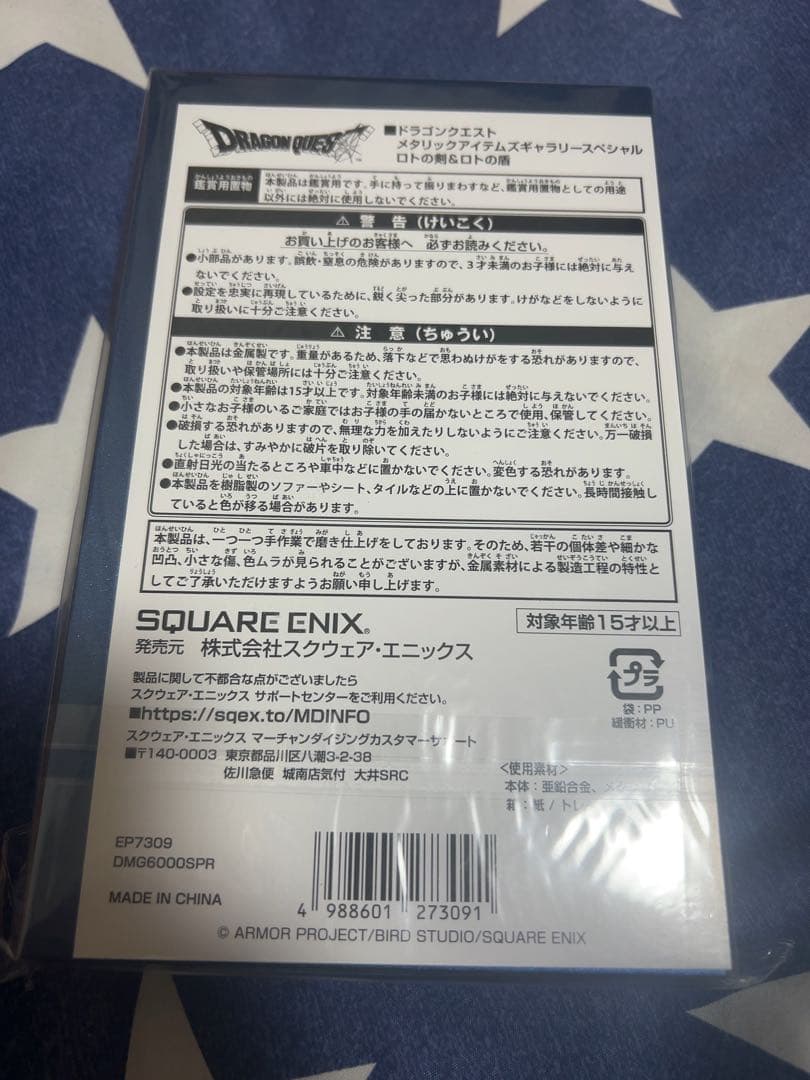 DRAGON QUEST
■ドラゴンクエスト
メタリックアイテムズギャラリースペシャル
ロトの剣&ロトの盾
鑑賞用置物
本製品は鑑賞用です。手に持って振りまわすなど、鑑賞用置物としての用途
以外には絶対に使用しないでください。
⚠ 警告(けいこく)
お買い上げのお客様へ 必ずお読みください。
●小部品があります。誤飲・窒息の危険がありますので、3才未満のお子様には絶対に与え
ないでください。
●設定を忠実に再現しているために、鋭く尖った部分があります。けがなどをしないように
取り扱いに十分ご注意ください。
⚠ 注意(ちゅうい)
●本製品は金属製です。重量があるため、落下などで思わぬけがをする恐れがありますので、
取り扱いや保管場所には十分ご注意ください。
●本製品の対象年齢は15才以上です。対象年齢未満のお子様には絶対に与えないでください。
●小さなお子様のいるご家庭ではお子様の手の届かないところで使用、保管してください。
●破損する恐れがありますので、無理な力を加えたりしないようにご注意ください。万一破損
した場合は、すみやかに破片を取り除いてください。
●直射日光の当たるところや車中などに置かないでください。変色する恐れがあります。
●本製品を樹脂製のソファーやシート、タイルなどの上に置かないでください。長時間接触し
ていると色が移る場合があります。
本製品は、一つ一つ手作業で磨き仕上げをしております。そのため、若干の個体差や細かな
凹凸、小さな傷、色ムラが見られることがございますが、金属素材による製造工程の特性と
してご了承いただけますようお願い申し上げます。
SQUARE ENIX®
対象年齢15才以上
発売元 株式会社スクウェア・エニックス
製品に関して不都合な点がございましたら
スクウェア・エニックス サポートセンターをご利用ください。
■https://sqex.to/MDINFO
プラ
袋:PP
緩衝材:PU
スクウェア・エニックス マーチャンダイジングカスタマーサポート
■〒140-0003 東京都品川区八潮3-2-38
佐川急便 城南店気付 大井SRC
<使用素材>
本体:亜鉛合金、
箱:紙/
EP7309
DMG6000SPR
MADE IN CHINA
4 988601 273091
© ARMOR PROJECT/BIRD STUDIO/SQUARE ENIX